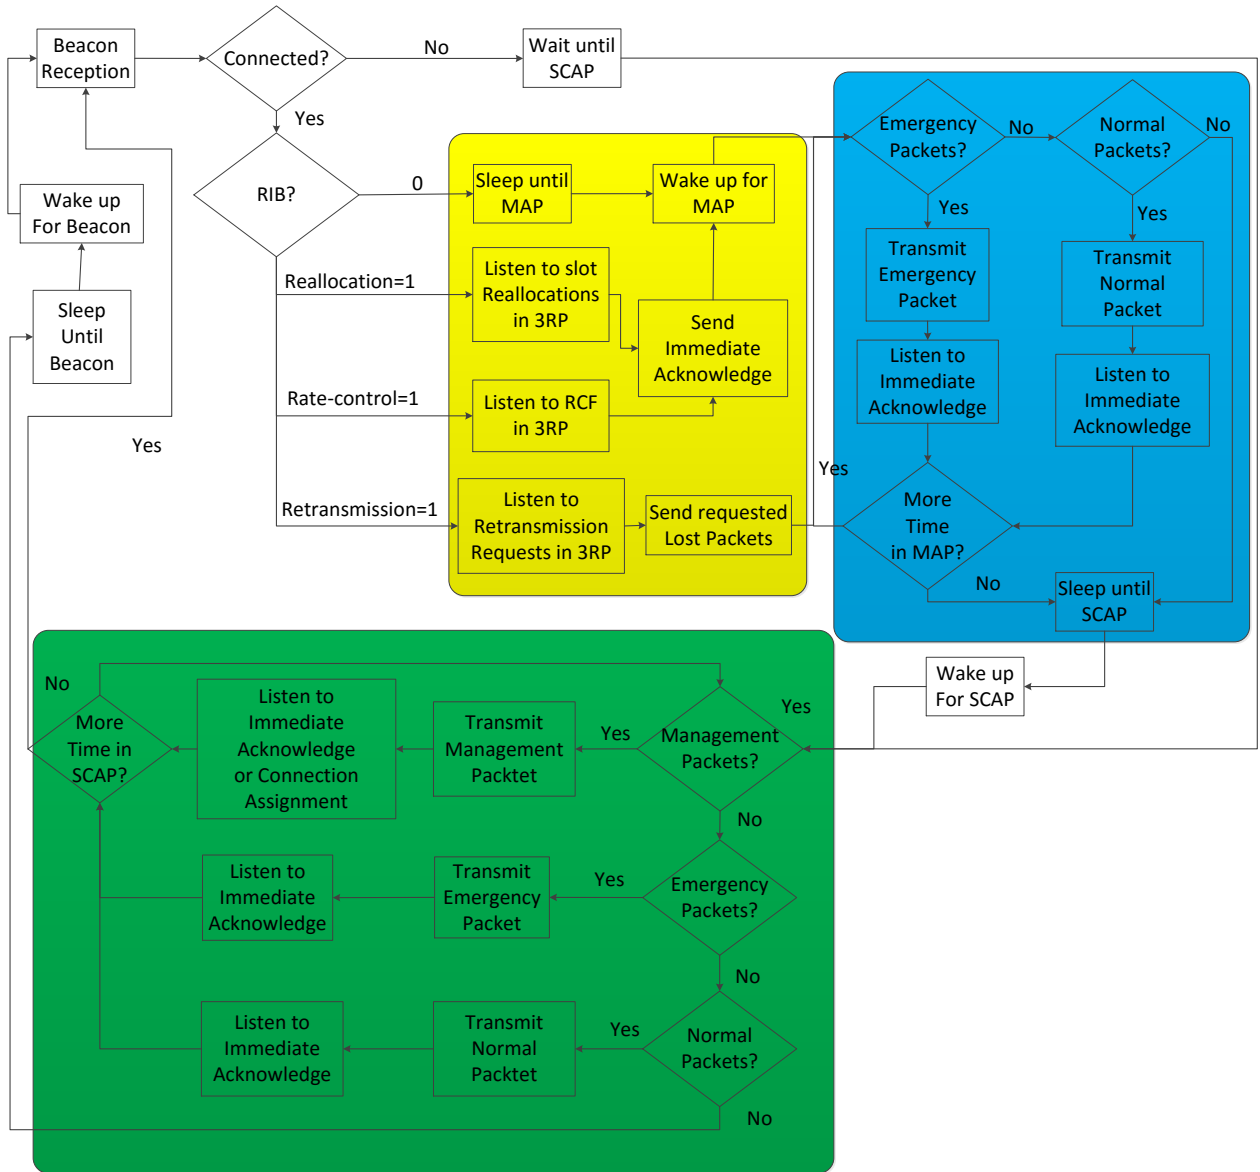 Beacon
Reception
Connected?
No
Wait until
SCAP
Yes
RIB?
0
Sleep until
MAP
Wake up for
MAP
Emergency
Packets?
No
Normal
Packets?
No
Wake up
For Beacon
Yes
Yes
Transmit
Emergency
Packet
Transmit
Normal
Packet
Reallocation=1
Listen to slot
Reallocations
in 3RP
Sleep
Until
Beacon
Send
Immediate
Acknowledge
Listen to
Immediate
Acknowledge
Listen to
Immediate
Acknowledge
Rate-control=1
Listen to RCF
in 3RP
Yes
Yes
Retransmission=1
Listen to
Retransmission
Requests in 3RP
Send requested
Lost Packets
More
Time
in MAP?
No
Sleep until
SCAP
Wake up
For SCAP
No
More
Time in
SCAP?
Listen to
Immediate
Acknowledge
or Connection
Assignment
Transmit
Management
Packtet
Yes
Management
Packets?
Yes
No
Listen to
Immediate
Acknowledge
Transmit
Emergency
Packet
Yes
Emergency
Packets?
No
Listen to
Immediate
Acknowledge
Transmit
Normal
Packtet
Yes
Normal
Packets?
No